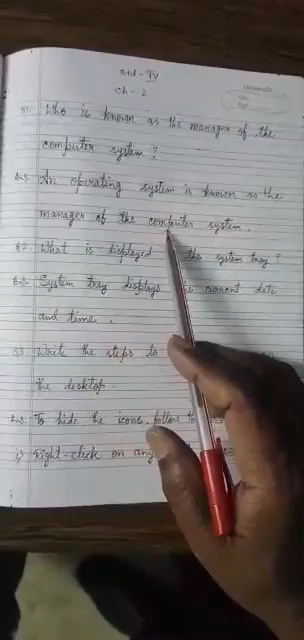 Std - IV
Ch - 2
Q1. Who is known as the manager of the
computer system ?
Ans. An operating system is known as the
manager of the computer system.
Q2. What is displayed the system tray ?
Ans. System tray displays the current date
and time.
Q3. Write the steps to
the desktop.
Ans. To hide the icons, follow the
1) Right-click on any